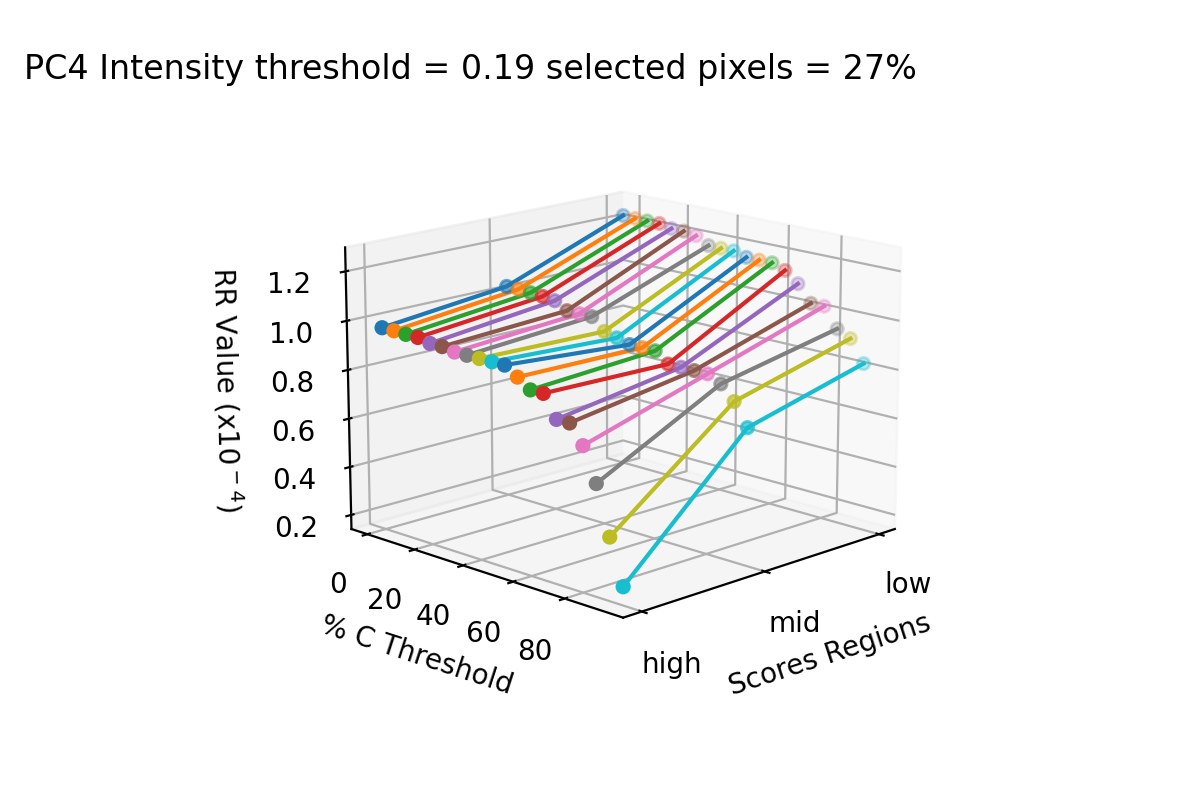 PC4 Intensity threshold = 0.19 selected pixels = 27%
RR Value (x10⁻⁴)
1.2
1.0
0.8
0.6
0.4
0.2
0
20
40
60
80
% C Threshold
high
mid
low
Scores Regions